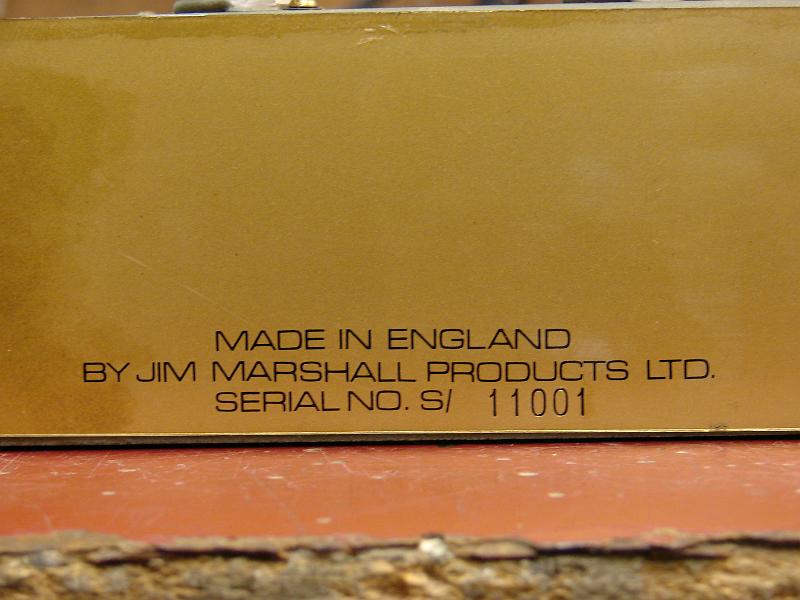 MADE IN ENGLAND
BY JIM MARSHALL PRODUCTS LTD.
SERIAL NO. S/ 11001